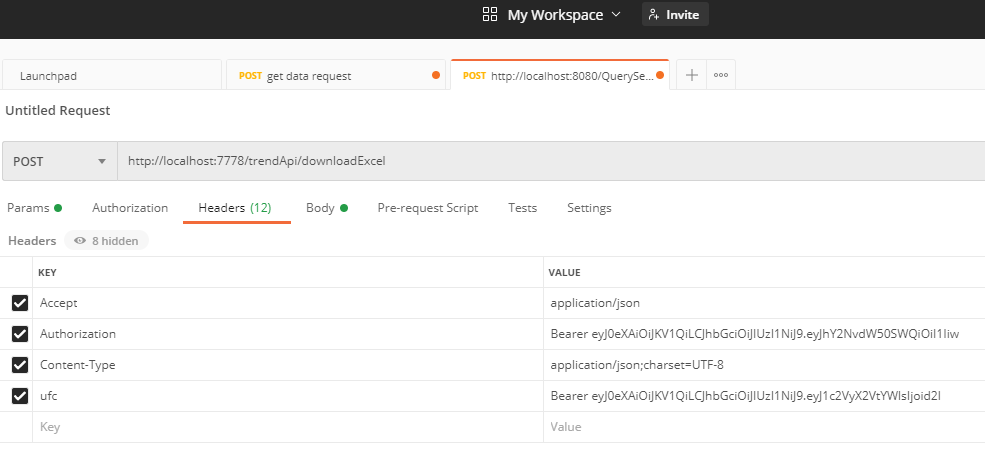 My Workspace Invite
Launchpad POST get data request POST http://localhost:8080/QuerySe...
Untitled Request
POST http://localhost:7778/trendApi/downloadExcel
Params Authorization Headers (12) Body Pre-request Script Tests Settings
Headers 8 hidden
KEY VALUE
Accept application/json
Authorization Bearer eyJ0eXAiOiJKV1QiLCJhbGciOiJIUzI1NiJ9.eyJhY2NvdW50SWQiOiI1Iiw
Content-Type application/json;charset=UTF-8
ufc Bearer eyJ0eXAiOiJKV1QiLCJhbGciOiJIUzI1NiJ9.eyJ1c2VyX2VtYWlsIjoid2l
Key Value